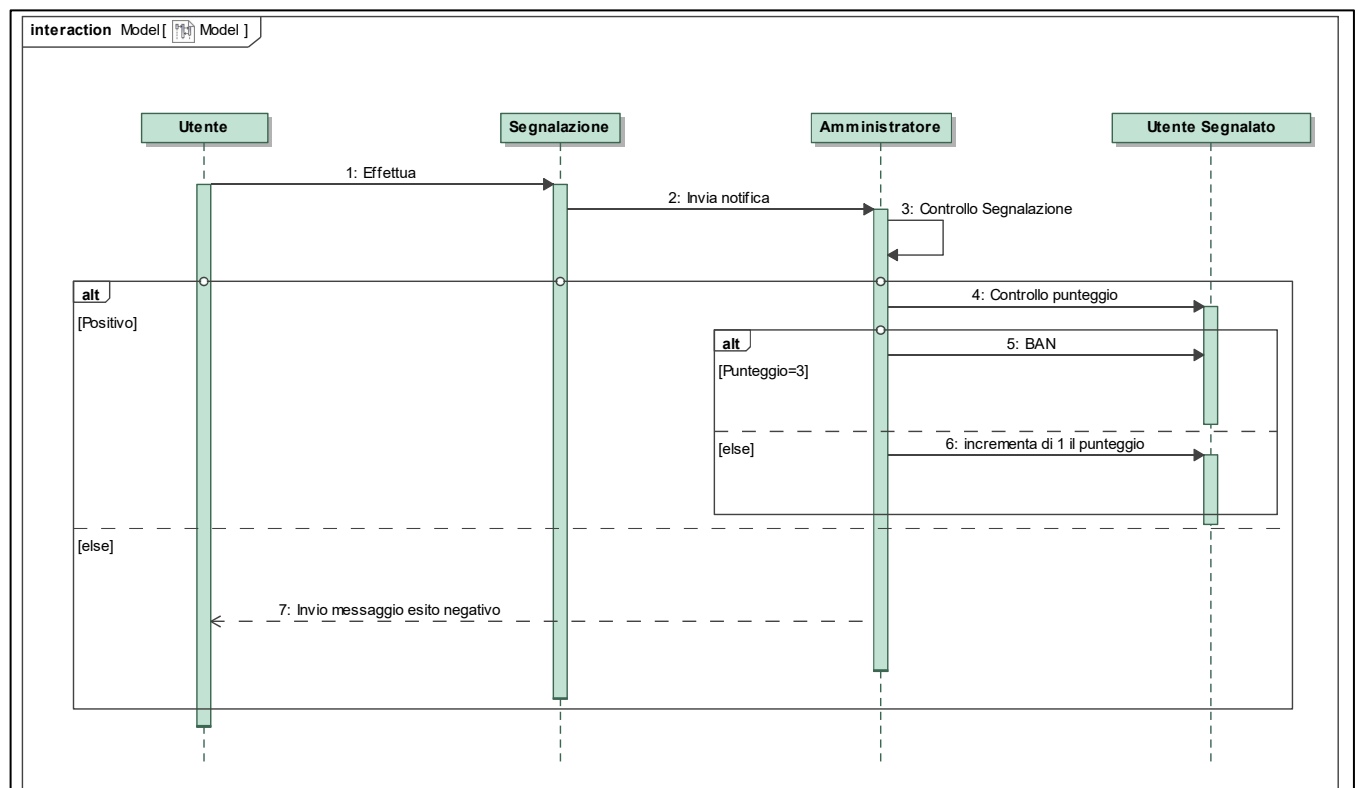 interaction Model[ Model ]
Utente
Segnalazione
Amministratore
Utente Segnalato
1: Effettua
2: Invia notifica
3: Controllo Segnalazione
alt
[Positivo]
4: Controllo punteggio
alt
[Punteggio=3]
5: BAN
[else]
6: incrementa di 1 il punteggio
[else]
7: Invio messaggio esito negativo